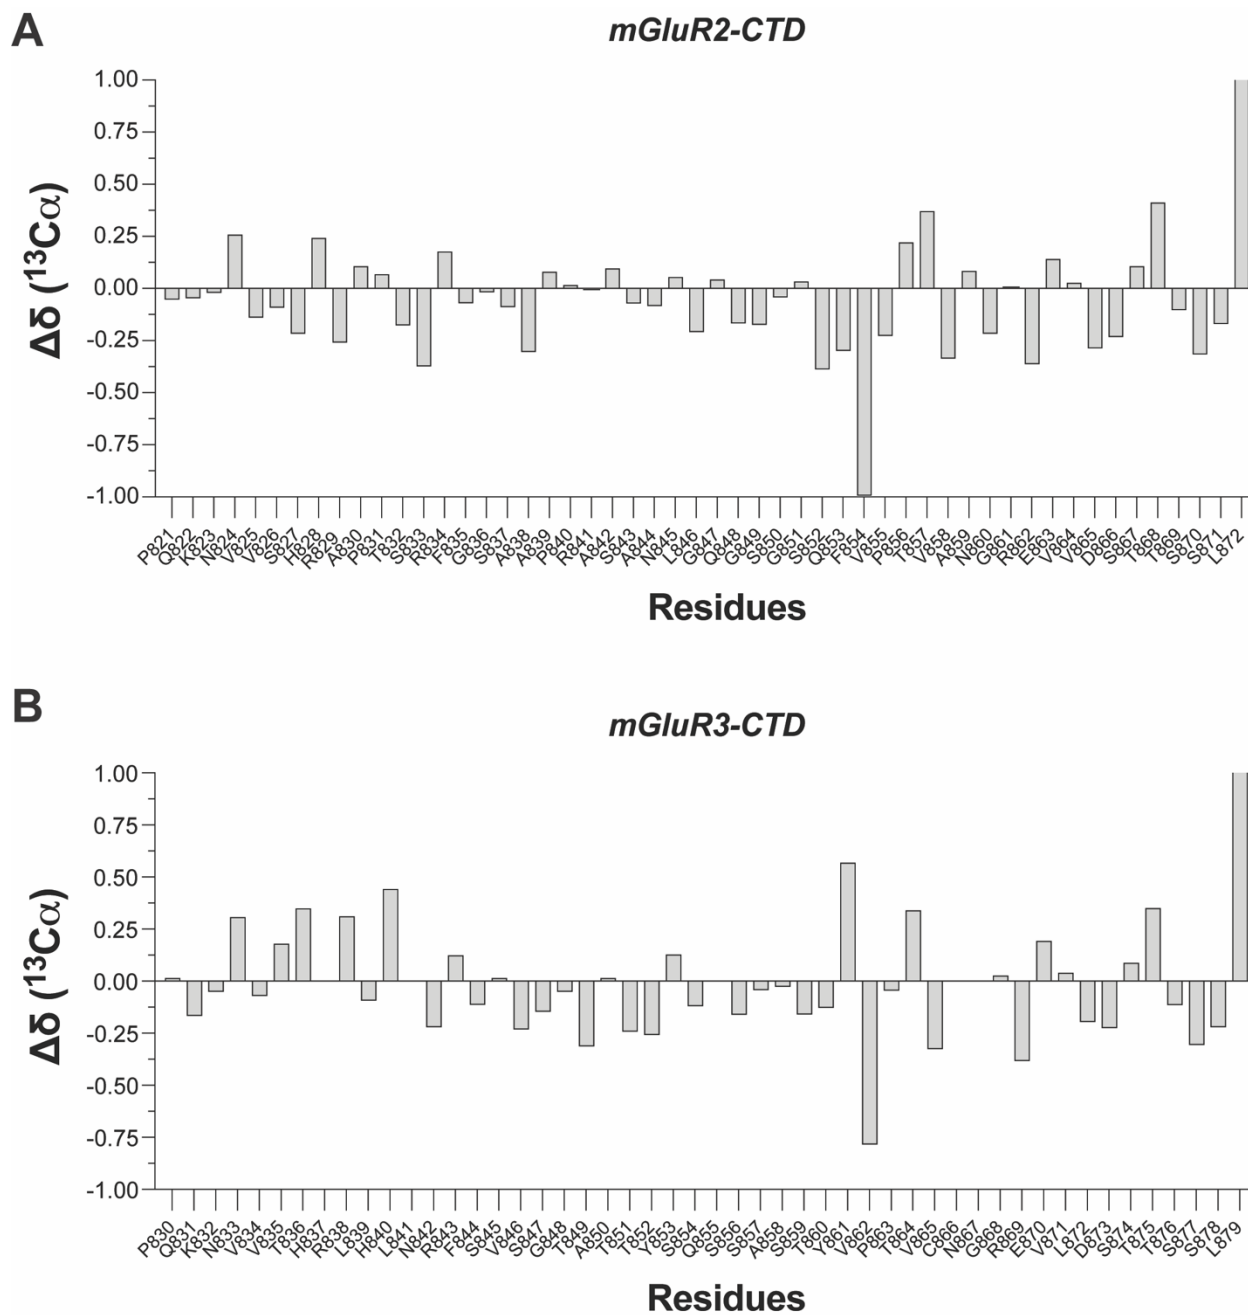 A
mGluR2-CTD
Δδ (¹³Cα)
1.00
0.75
0.50
0.25
0.00
-0.25
-0.50
-0.75
-1.00
P821 Q822 K823 N824 V825 V826 S827 H828 R829 A830 P831 T832 S833 R834 F835 G836 S837 A838 A839 P840 R841 A842 S843 A844 N845 L846 G847 Q848 G849 S850 G851 S852 Q853 F854 V855 P856 T857 V858 A859 N860 G861 R862 E863 V864 V865 D866 S867 T868 T869 S870 S871 L872
Residues
B
mGluR3-CTD
Δδ (¹³Cα)
1.00
0.75
0.50
0.25
0.00
-0.25
-0.50
-0.75
-1.00
P830 Q831 K832 N833 V834 V835 T836 H837 R838 L839 H840 L841 N842 R843 F844 S845 V846 S847 G848 T849 A850 T851 T852 Y853 S854 Q855 S856 S857 A858 S859 T860 Y861 V862 P863 T864 V865 C866 N867 G868 R869 E870 V871 L872 D873 S874 T875 T876 S877 S878 L879
Residues